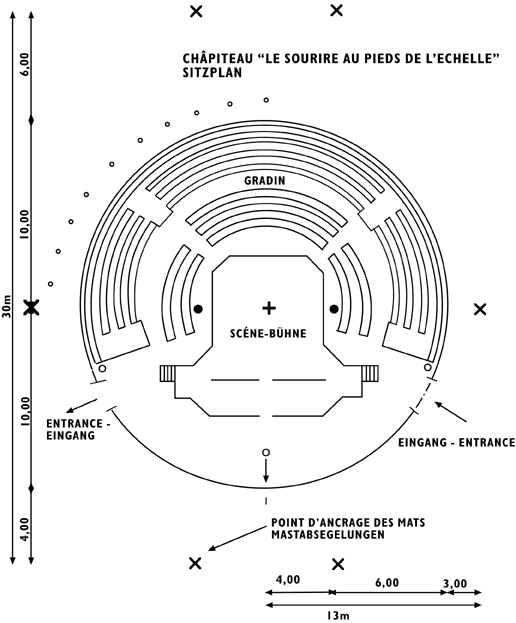 CHÂPITEAU “LE SOURIRE AU PIEDS DE L’ECHELLE”
SITZPLAN
6,00
10,00
30m
10,00
4,00
GRADIN
SCÉNE-BÜHNE
ENTRANCE -
EINGANG
EINGANG - ENTRANCE
POINT D’ANCRAGE DES MATS
MASTABSEGELUNGEN
4,00
6,00
3,00
13m